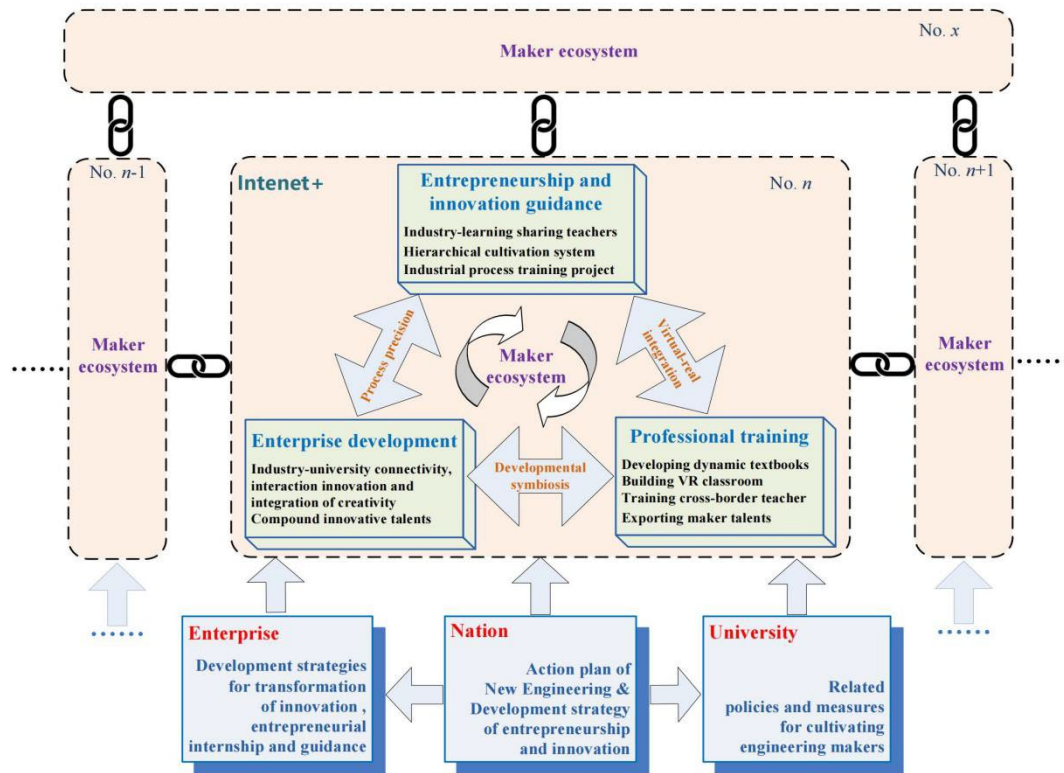 No. x
Maker ecosystem
No. n-1
Maker
ecosystem
Intenet+
No. n
Entrepreneurship and
innovation guidance
Industry-learning sharing teachers
Hierarchical cultivation system
Industrial process training project
Process precision
Maker
ecosystem
Virtual-real
integration
Enterprise development
Industry-university connectivity,
interaction innovation and
integration of creativity
Compound innovative talents
Developmental
symbiosis
Professional training
Developing dynamic textbooks
Building VR classroom
Training cross-border teacher
Exporting maker talents
No. n+1
Maker
ecosystem
Enterprise
Development strategies
for transformation
of innovation ,
entrepreneurial
internship and guidance
Nation
Action plan of
New Engineering &
Development strategy
of entrepreneurship
and innovation
University
Related
policies and measures
for cultivating
engineering makers